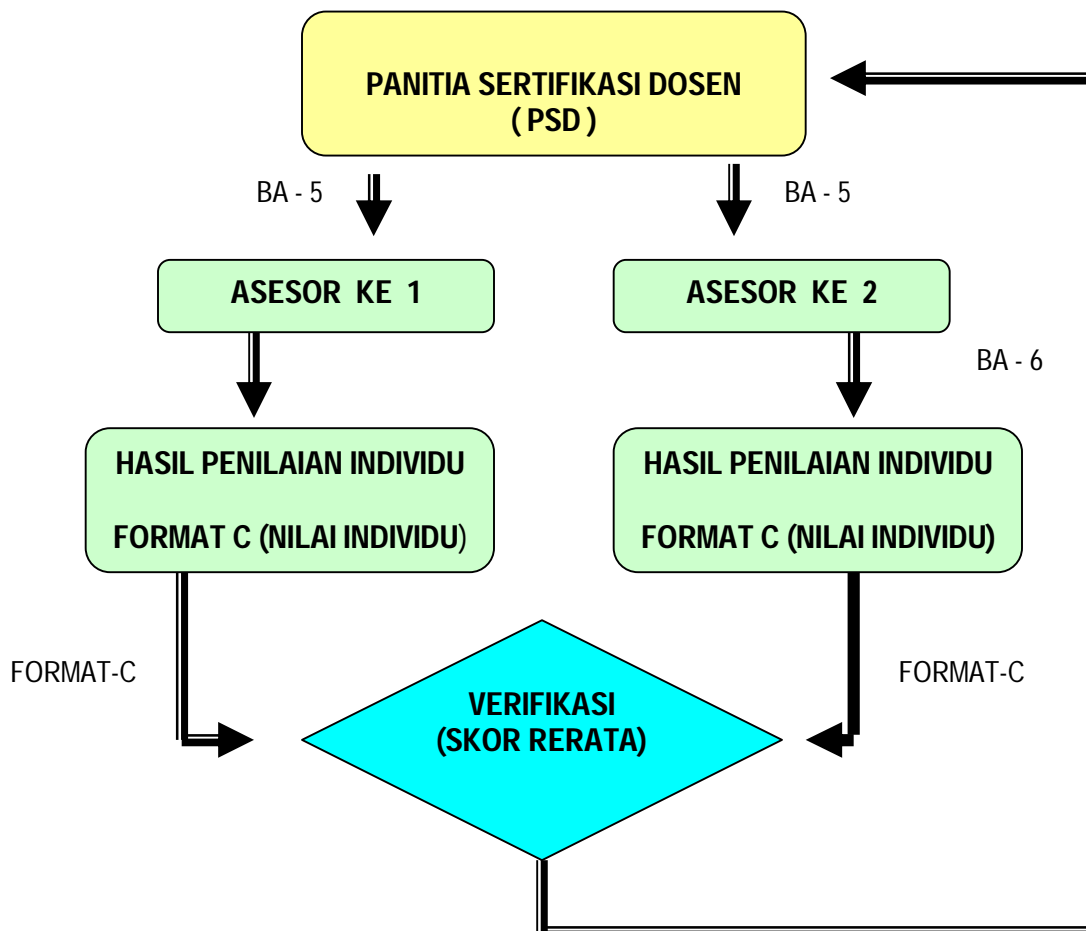 PANITIA SERTIFIKASI DOSEN
( PSD )
BA - 5
BA - 5
ASESOR KE 1
ASESOR KE 2
BA - 6
HASIL PENILAIAN INDIVIDU
FORMAT C (NILAI INDIVIDU)
HASIL PENILAIAN INDIVIDU
FORMAT C (NILAI INDIVIDU)
FORMAT-C
FORMAT-C
VERIFIKASI
(SKOR RERATA)